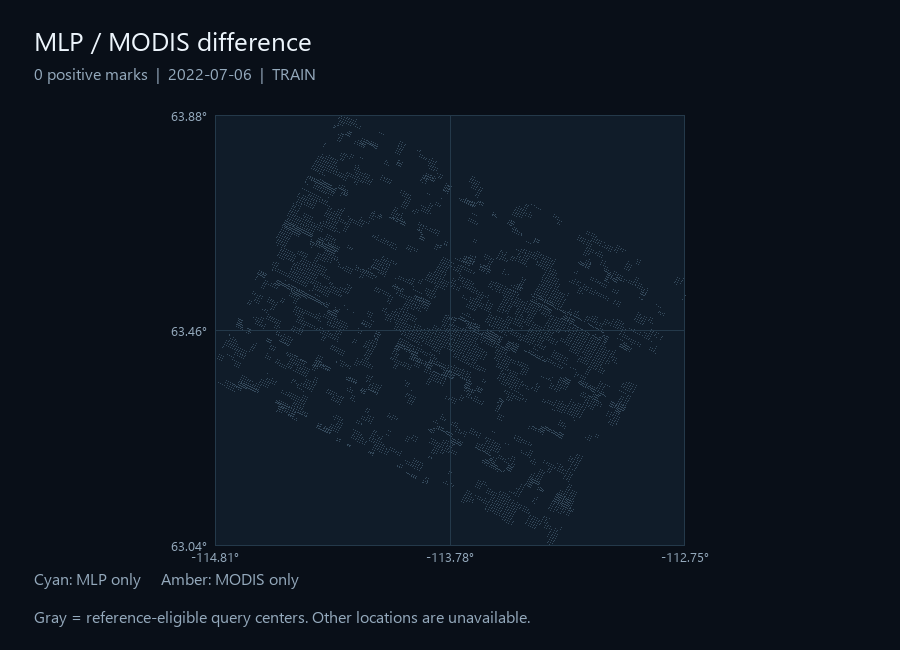 MLP / MODIS difference
0 positive marks | 2022-07-06 | TRAIN
63.88°
63.46°
63.04°
-114.81° -113.78° -112.75°
Cyan: MLP only Amber: MODIS only
Gray = reference-eligible query centers. Other locations are unavailable.